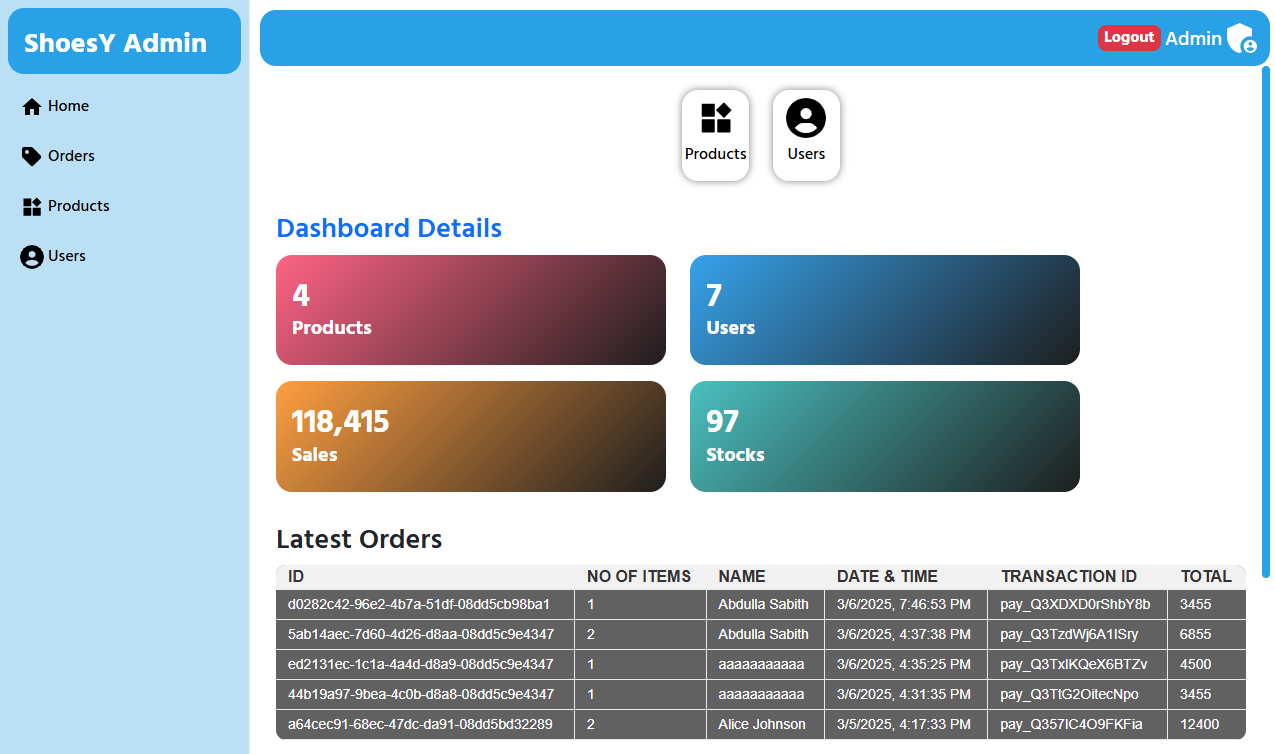 ShoesY Admin
Logout Admin
Home
Orders
Products
Users
Products Users
Dashboard Details
4
Products
7
Users
118,415
Sales
97
Stocks
Latest Orders
ID NO OF ITEMS NAME DATE & TIME TRANSACTION ID TOTAL
d0282c42-96e2-4b7a-51df-08dd5cb98ba1 1 Abdulla Sabith 3/6/2025, 7:46:53 PM pay_Q3XDXD0rShbY8b 3455
5ab14aec-7d60-4d26-d8aa-08dd5c9e4347 2 Abdulla Sabith 3/6/2025, 4:37:38 PM pay_Q3TzdWj6A1ISry 6855
ed2131ec-1c1a-4a4d-d8a9-08dd5c9e4347 1 aaaaaaaaaaa 3/6/2025, 4:35:25 PM pay_Q3TxIKQeX6BTZv 4500
44b19a97-9bea-4c0b-d8a8-08dd5c9e4347 1 aaaaaaaaaaa 3/6/2025, 4:31:35 PM pay_Q3TtG2OitecNpo 3455
a64cec91-68ec-47dc-da91-08dd5bd32289 2 Alice Johnson 3/5/2025, 4:17:33 PM pay_Q357IC4O9FKFia 12400